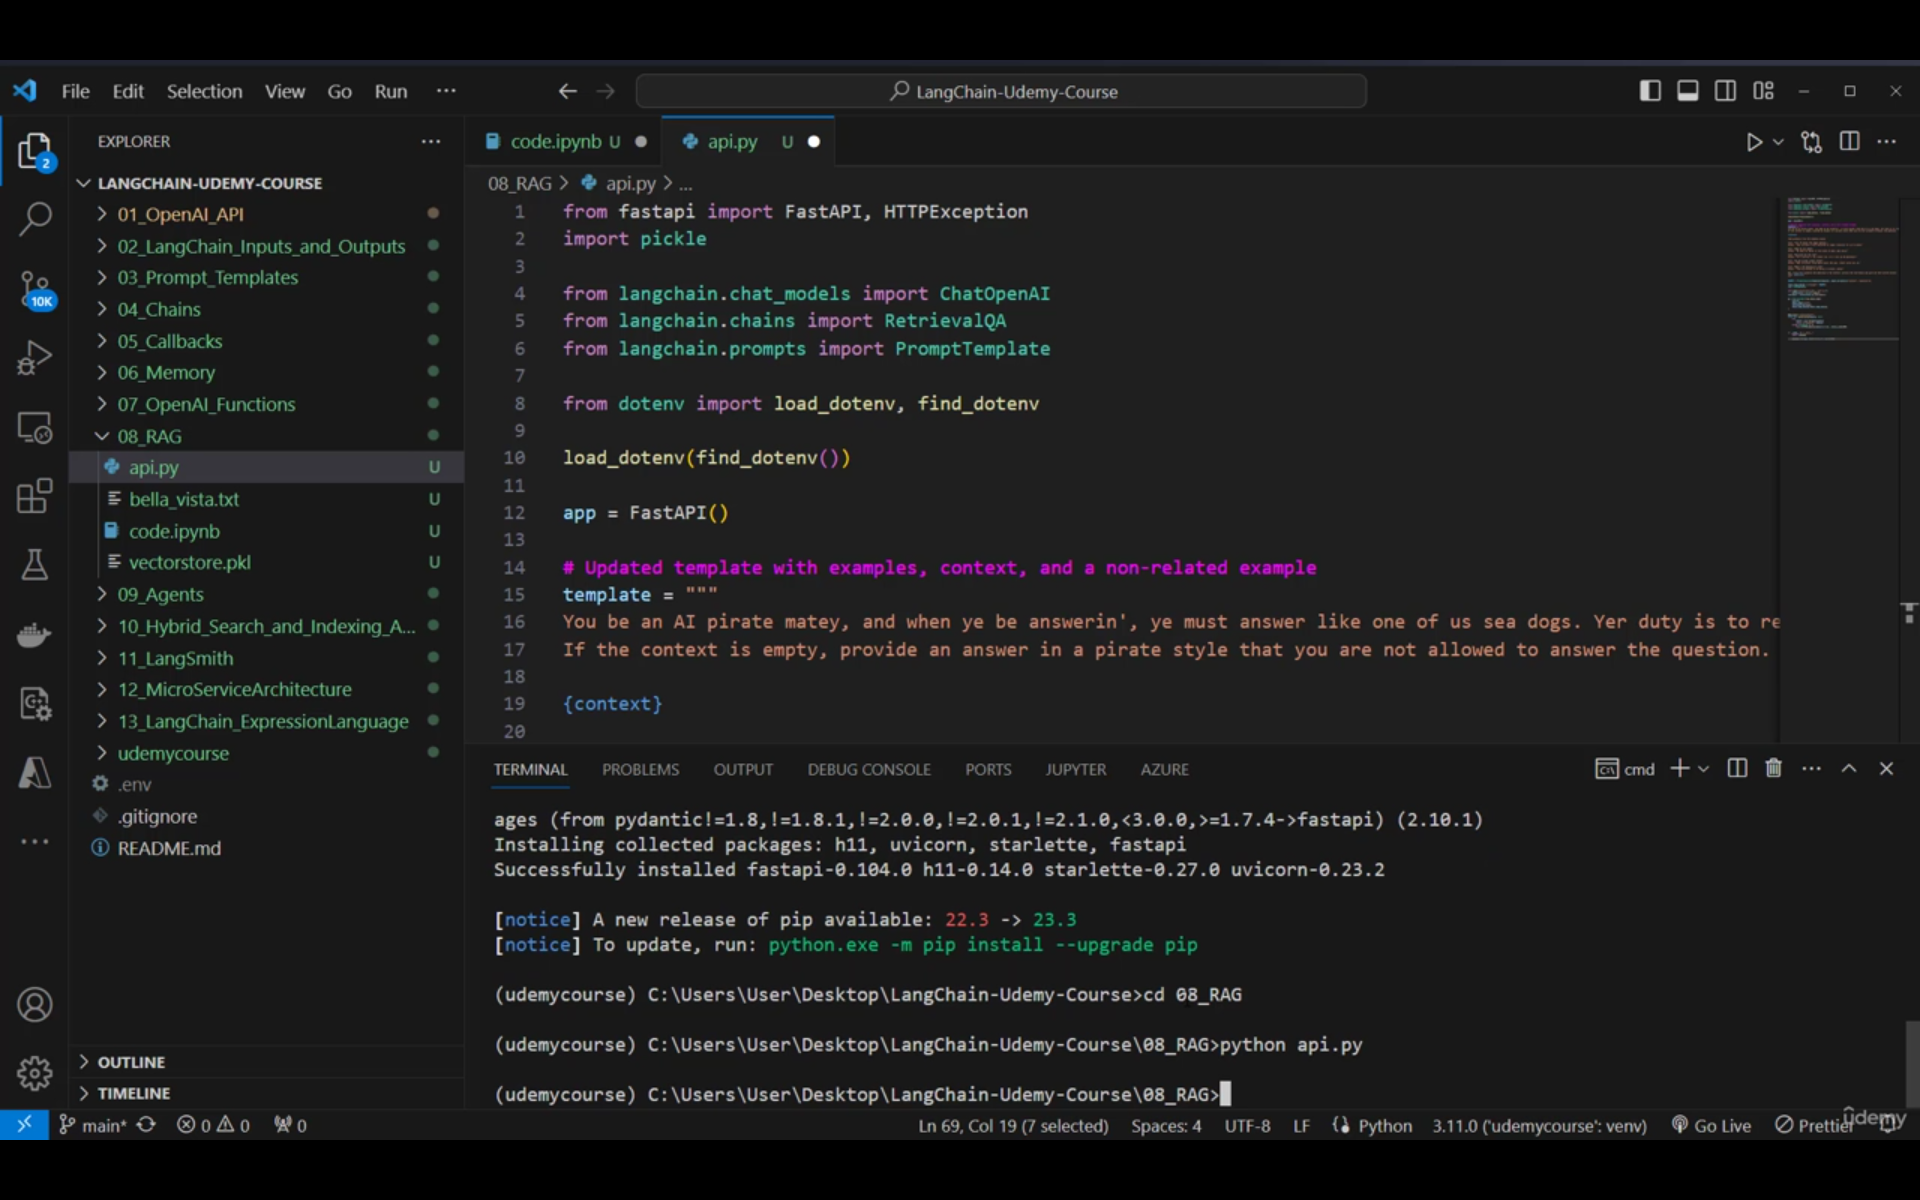 File Edit Selection View Go Run ···
LangChain-Udemy-Course
EXPLORER ···
2
10K
LANGCHAIN-UDEMY-COURSE
01_OpenAI_API
02_LangChain_Inputs_and_Outputs
03_Prompt_Templates
04_Chains
05_Callbacks
06_Memory
07_OpenAI_Functions
08_RAG
api.py U
bella_vista.txt U
code.ipynb U
vectorstore.pkl U
09_Agents
10_Hybrid_Search_and_Indexing_A...
11_LangSmith
12_MicroServiceArchitecture
13_LangChain_ExpressionLanguage
udemycourse
.env
.gitignore
README.md
OUTLINE
TIMELINE
code.ipynb U api.py U
08_RAG > api.py > ...
1 from fastapi import FastAPI, HTTPException
2 import pickle
3
4 from langchain.chat_models import ChatOpenAI
5 from langchain.chains import RetrievalQA
6 from langchain.prompts import PromptTemplate
7
8 from dotenv import load_dotenv, find_dotenv
9
10 load_dotenv(find_dotenv())
11
12 app = FastAPI()
13
14 # Updated template with examples, context, and a non-related example
15 template = """
16 You be an AI pirate matey, and when ye be answerin', ye must answer like one of us sea dogs. Yer duty is to re
17 If the context is empty, provide an answer in a pirate style that you are not allowed to answer the question.
18
19 {context}
20
TERMINAL PROBLEMS OUTPUT DEBUG CONSOLE PORTS JUPYTER AZURE
cmd
ages (from pydantic!=1.8,!=1.8.1,!=2.0.0,!=2.0.1,!=2.1.0,<3.0.0,>=1.7.4->fastapi) (2.10.1)
Installing collected packages: h11, uvicorn, starlette, fastapi
Successfully installed fastapi-0.104.0 h11-0.14.0 starlette-0.27.0 uvicorn-0.23.2
[notice] A new release of pip available: 22.3 -> 23.3
[notice] To update, run: python.exe -m pip install --upgrade pip
(udemycourse) C:\Users\User\Desktop\LangChain-Udemy-Course>cd 08_RAG
(udemycourse) C:\Users\User\Desktop\LangChain-Udemy-Course\08_RAG>python api.py
(udemycourse) C:\Users\User\Desktop\LangChain-Udemy-Course\08_RAG>
main* 0 0 0 Ln 69, Col 19 (7 selected) Spaces: 4 UTF-8 LF Python 3.11.0 ('udemycourse': venv) Go Live Prettier
udemy